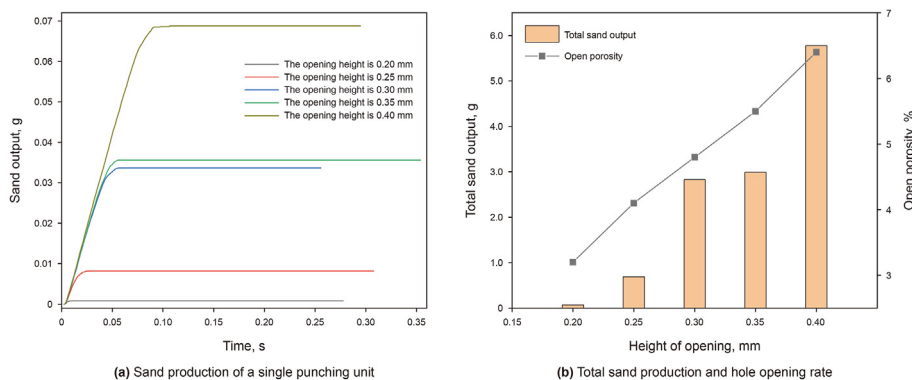 0.07
0.06
0.05
0.04
0.03
0.02
0.01
0
Sand output, g
The opening height is 0.20 mm
The opening height is 0.25 mm
The opening height is 0.30 mm
The opening height is 0.35 mm
The opening height is 0.40 mm
0 0.05 0.10 0.15 0.20 0.25 0.30 0.35
Time, s
(a) Sand production of a single punching unit
6.0
5.0
4.0
3.0
2.0
1.0
0
Total sand output, g
Total sand output
Open porosity
7
6
5
4
3
Open porosity, %
0.15 0.20 0.25 0.30 0.35 0.40
Height of opening, mm
(b) Total sand production and hole opening rate